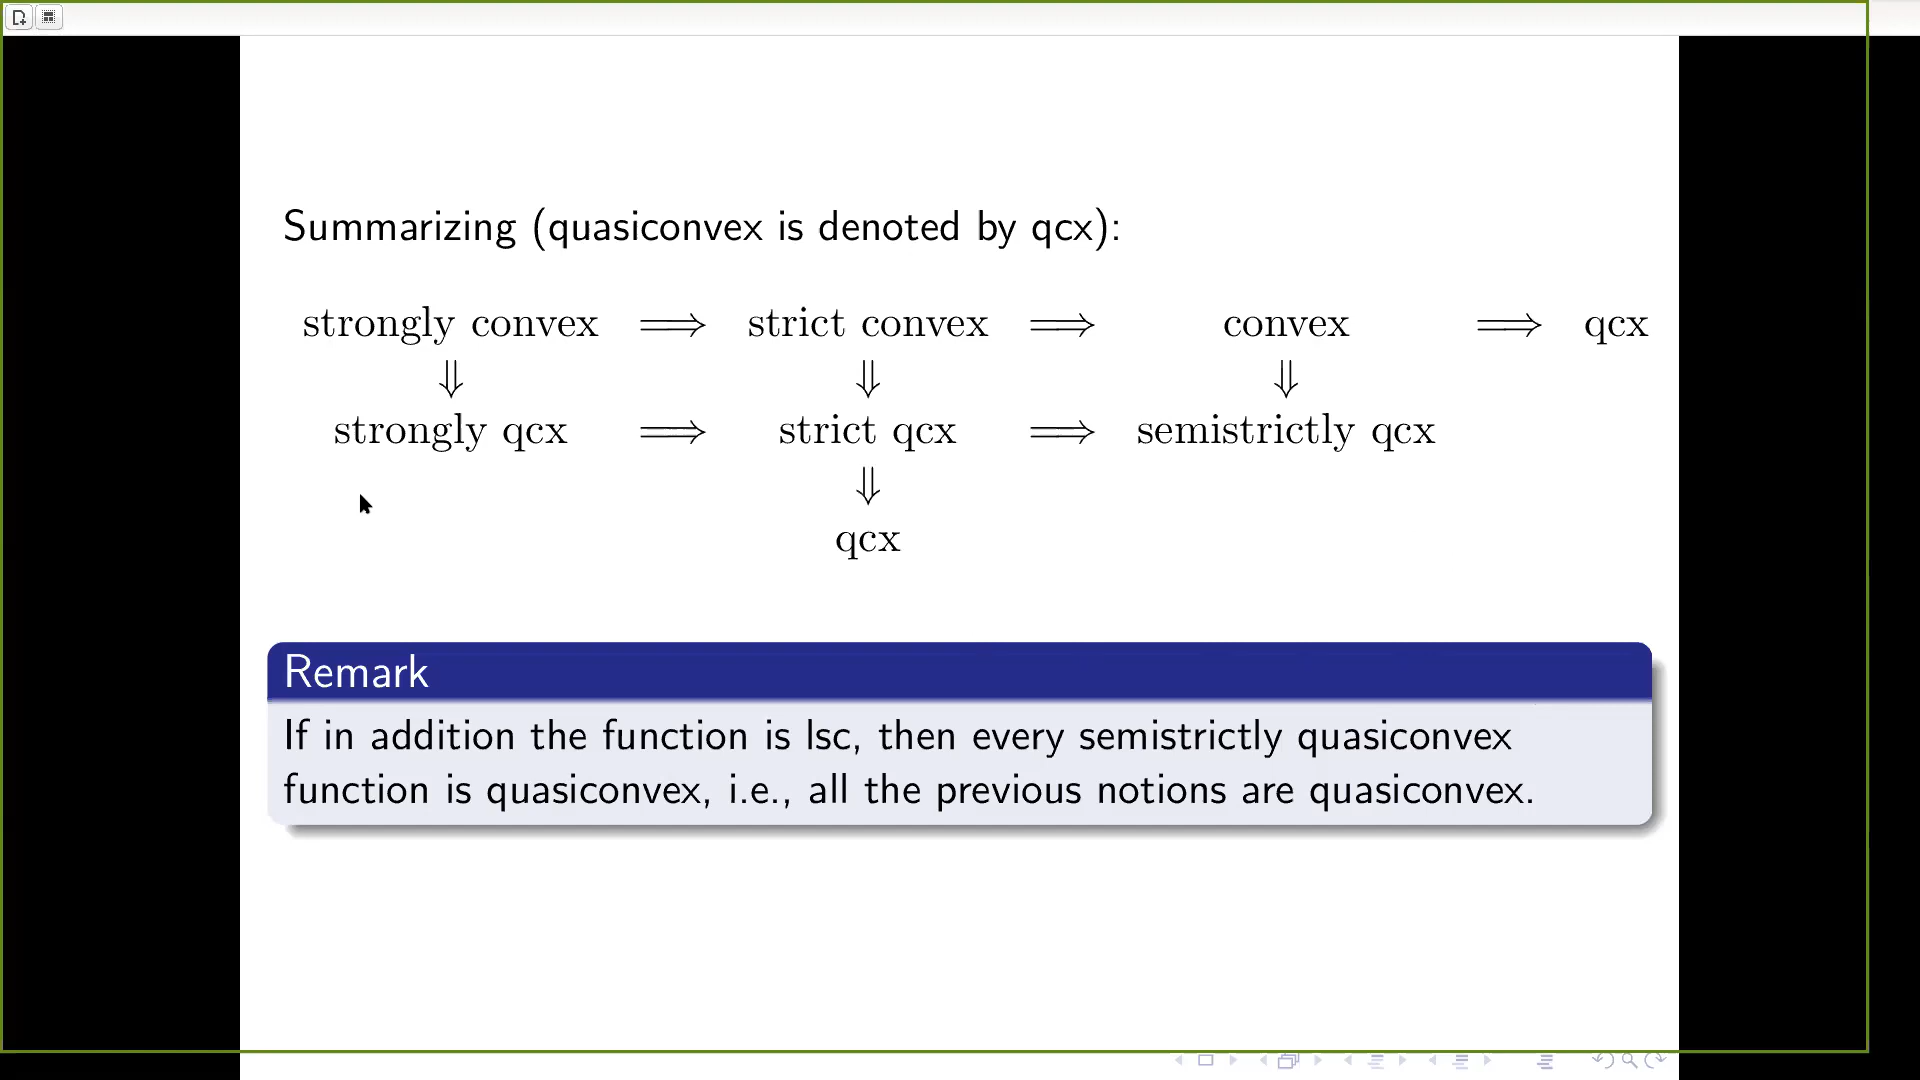 Summarizing (quasiconvex is denoted by qcx):
strongly convex ⟹ strict convex ⟹ convex ⟹ qcx
⇓ ⇓ ⇓
strongly qcx ⟹ strict qcx ⟹ semistrictly qcx
⇓
qcx
Remark
If in addition the function is lsc, then every semistrictly quasiconvex
function is quasiconvex, i.e., all the previous notions are quasiconvex.